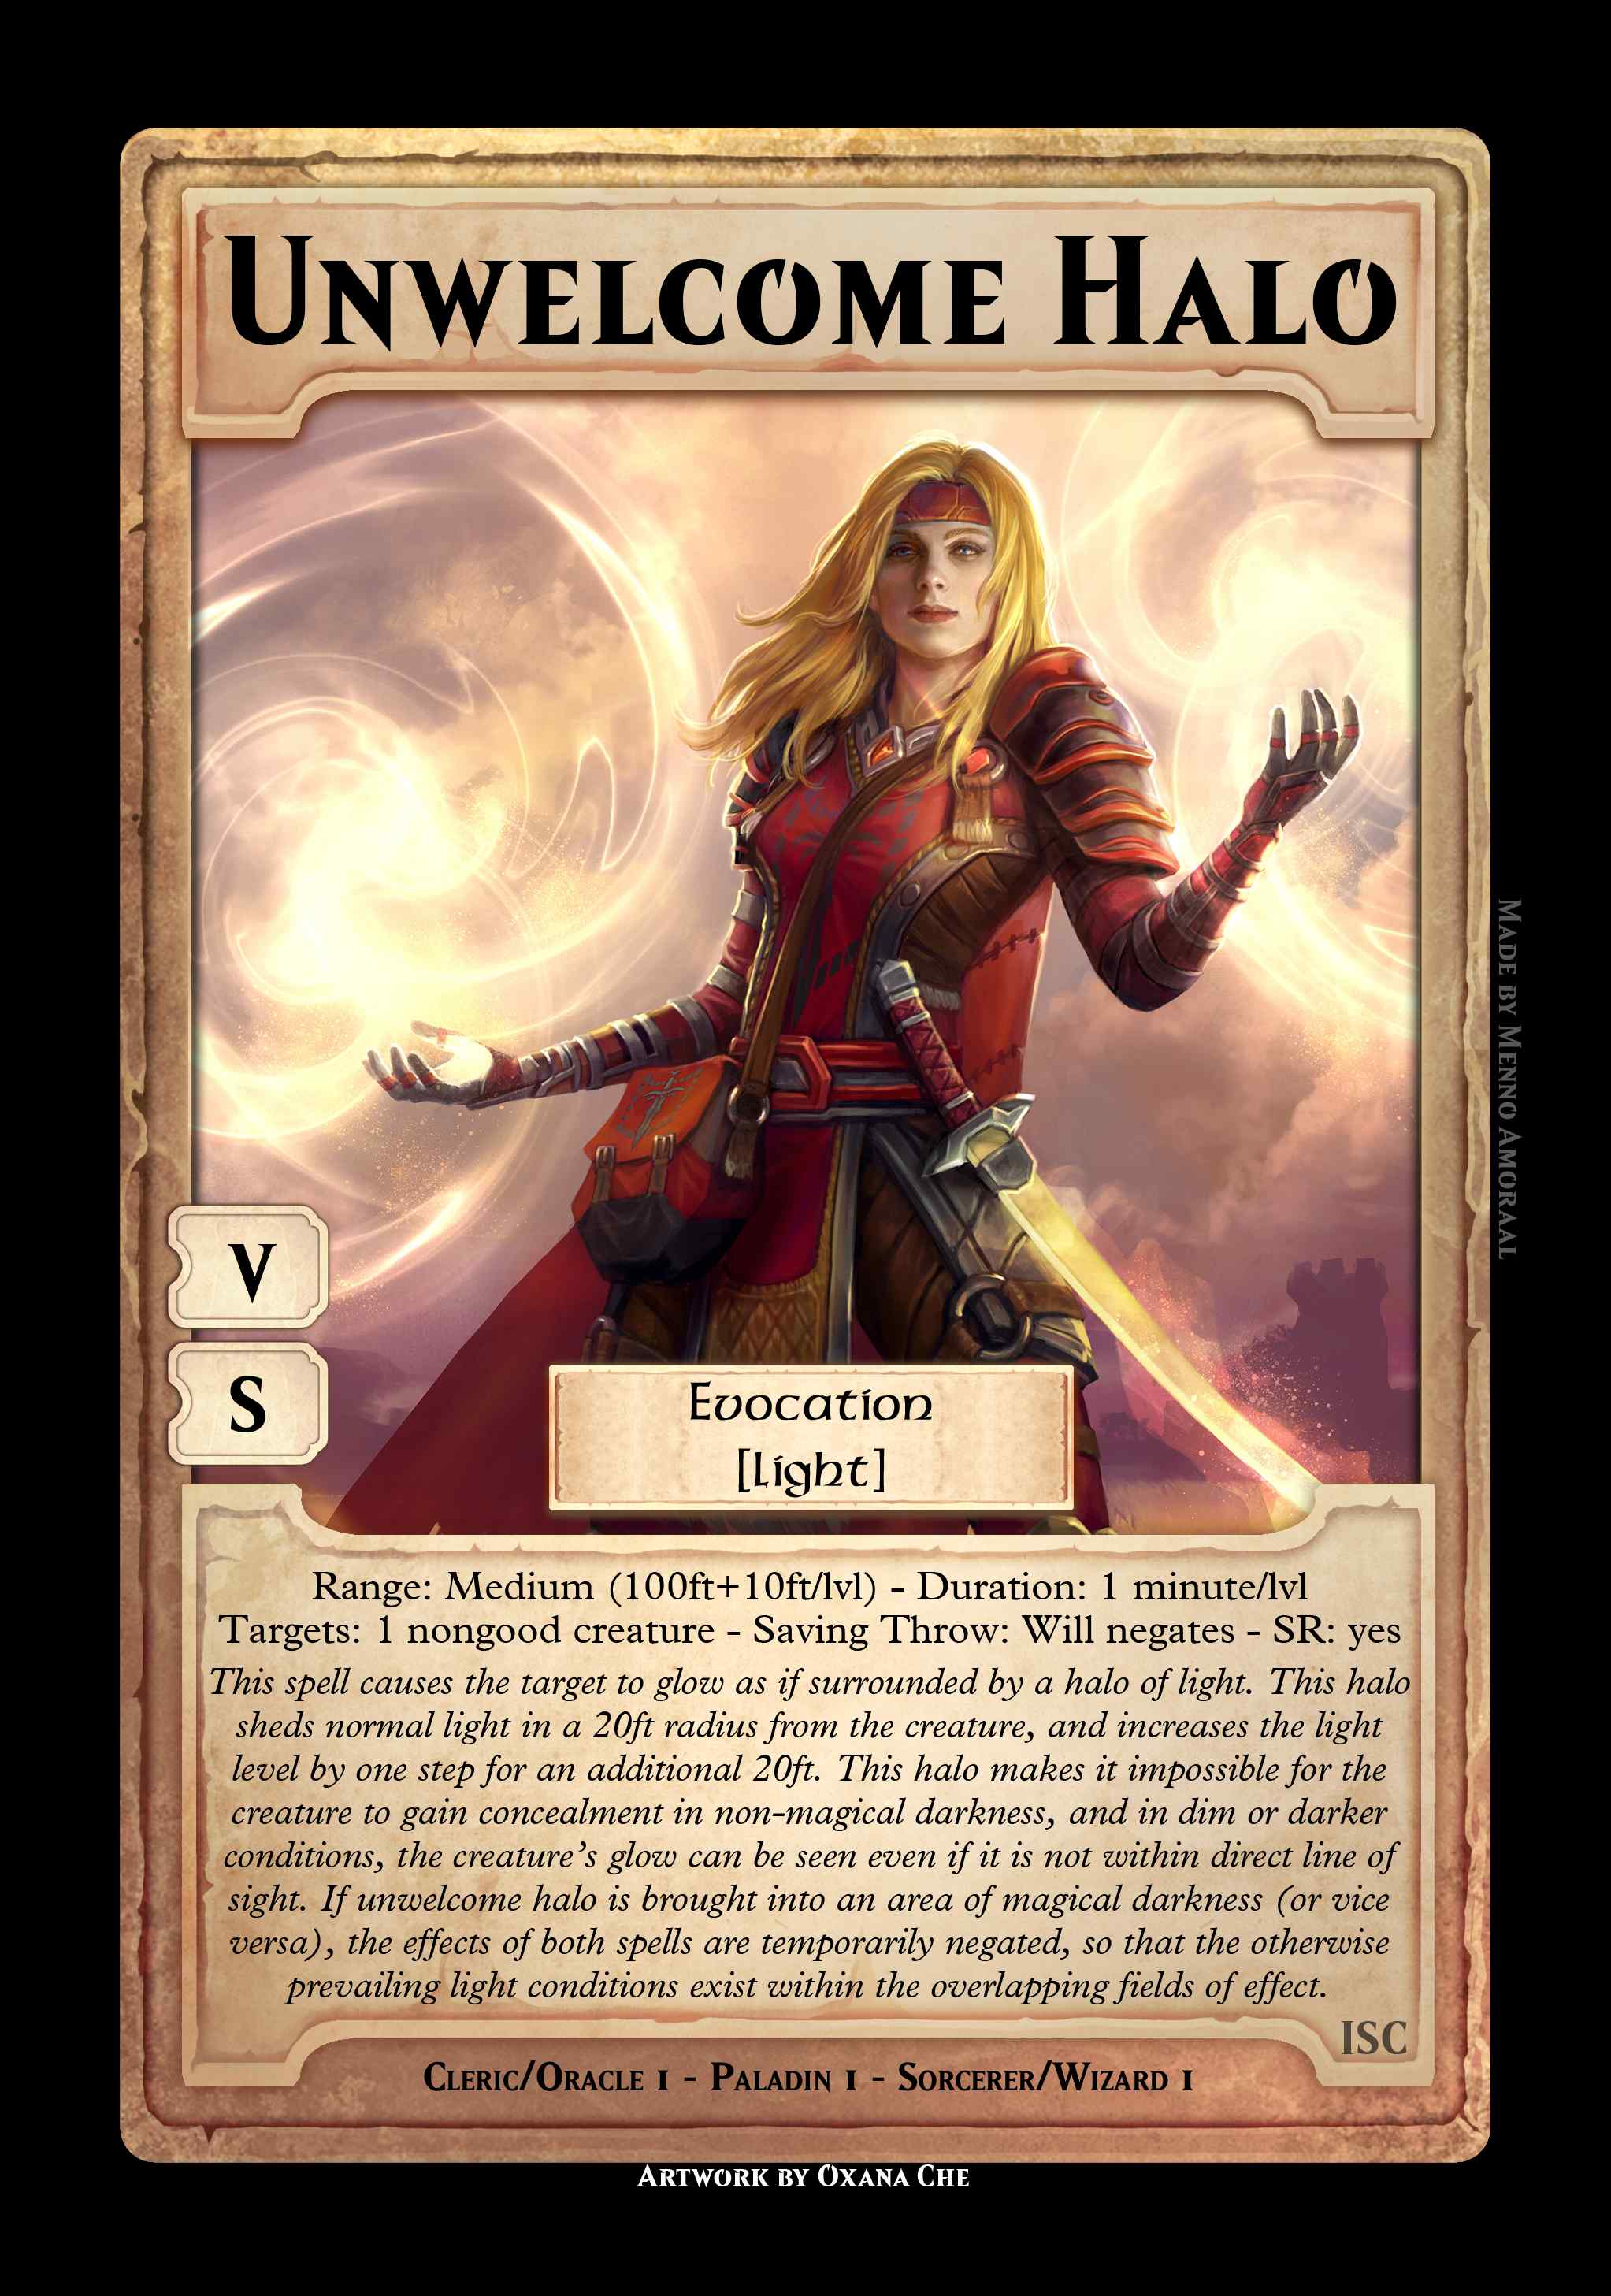 Unwelcome Halo
V
S
Evocation
[Light]
Range: Medium (100ft+10ft/lvl) - Duration: 1 minute/lvl
Targets: 1 nongood creature - Saving Throw: Will negates - SR: yes
This spell causes the target to glow as if surrounded by a halo of light. This halo
sheds normal light in a 20ft radius from the creature, and increases the light
level by one step for an additional 20ft. This halo makes it impossible for the
creature to gain concealment in non-magical darkness, and in dim or darker
conditions, the creature's glow can be seen even if it is not within direct line of
sight. If unwelcome halo is brought into an area of magical darkness (or vice
versa), the effects of both spells are temporarily negated, so that the otherwise
prevailing light conditions exist within the overlapping fields of effect.
ISC
Cleric/Oracle 1 - Paladin 1 - Sorcerer/Wizard 1
Artwork by Oxana Che
Made by Menno Amoraal